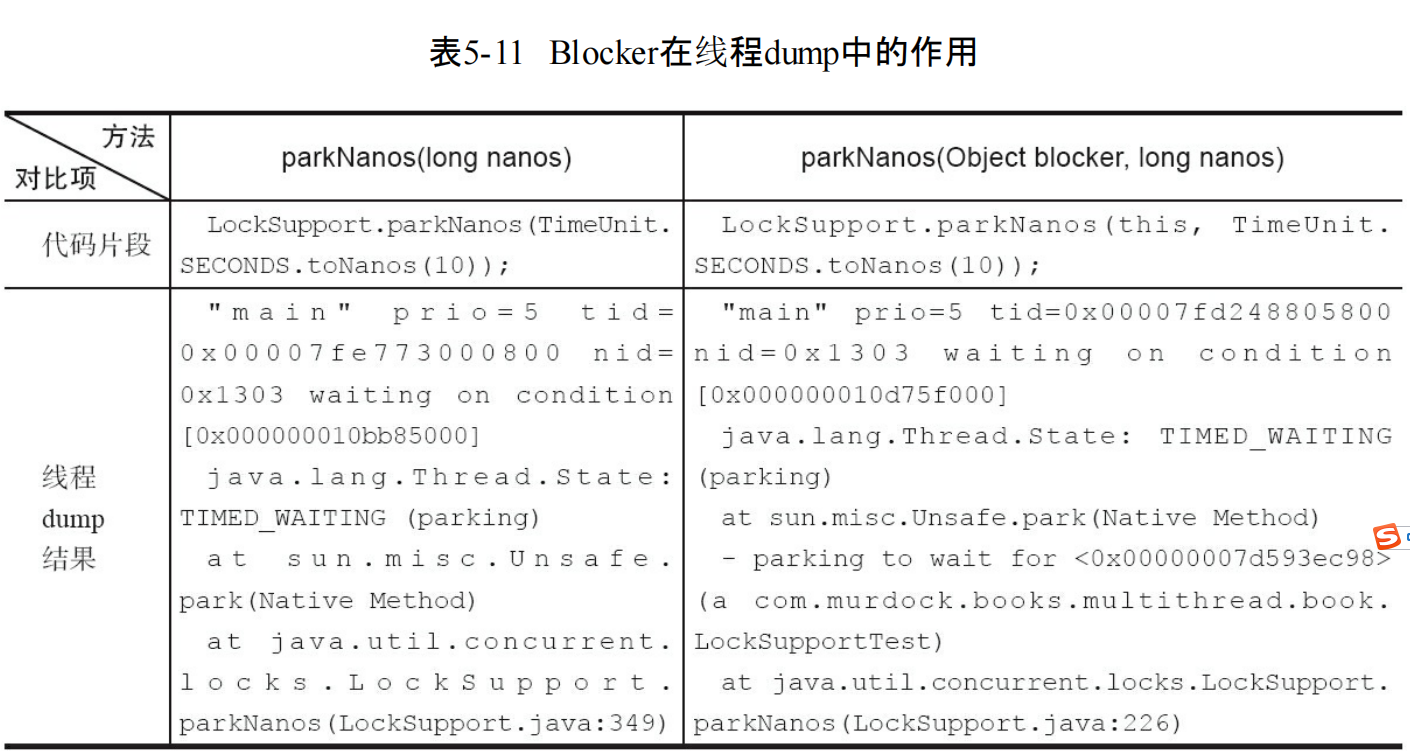 表5-11 Blocker在线程dump中的作用
方法
对比项
parkNanos(long nanos)
parkNanos(Object blocker, long nanos)
代码片段
LockSupport.parkNanos(TimeUnit.
SECONDS.toNanos(10));
LockSupport.parkNanos(this, TimeUnit.
SECONDS.toNanos(10));
线程
dump
结果
"main" prio=5 tid=
0x00007fe773000800 nid=
0x1303 waiting on condition
[0x000000010bb85000]
java.lang.Thread.State:
TIMED_WAITING (parking)
at sun.misc.Unsafe.
park(Native Method)
at java.util.concurrent.
locks.LockSupport.
parkNanos(LockSupport.java:349)
"main" prio=5 tid=0x00007fd248805800
nid=0x1303 waiting on condition
[0x000000010d75f000]
java.lang.Thread.State: TIMED_WAITING
(parking)
at sun.misc.Unsafe.park(Native Method)
- parking to wait for <0x00000007d593ec98>
(a com.murdock.books.multithread.book.
LockSupportTest)
at java.util.concurrent.locks.LockSupport.
parkNanos(LockSupport.java:226)